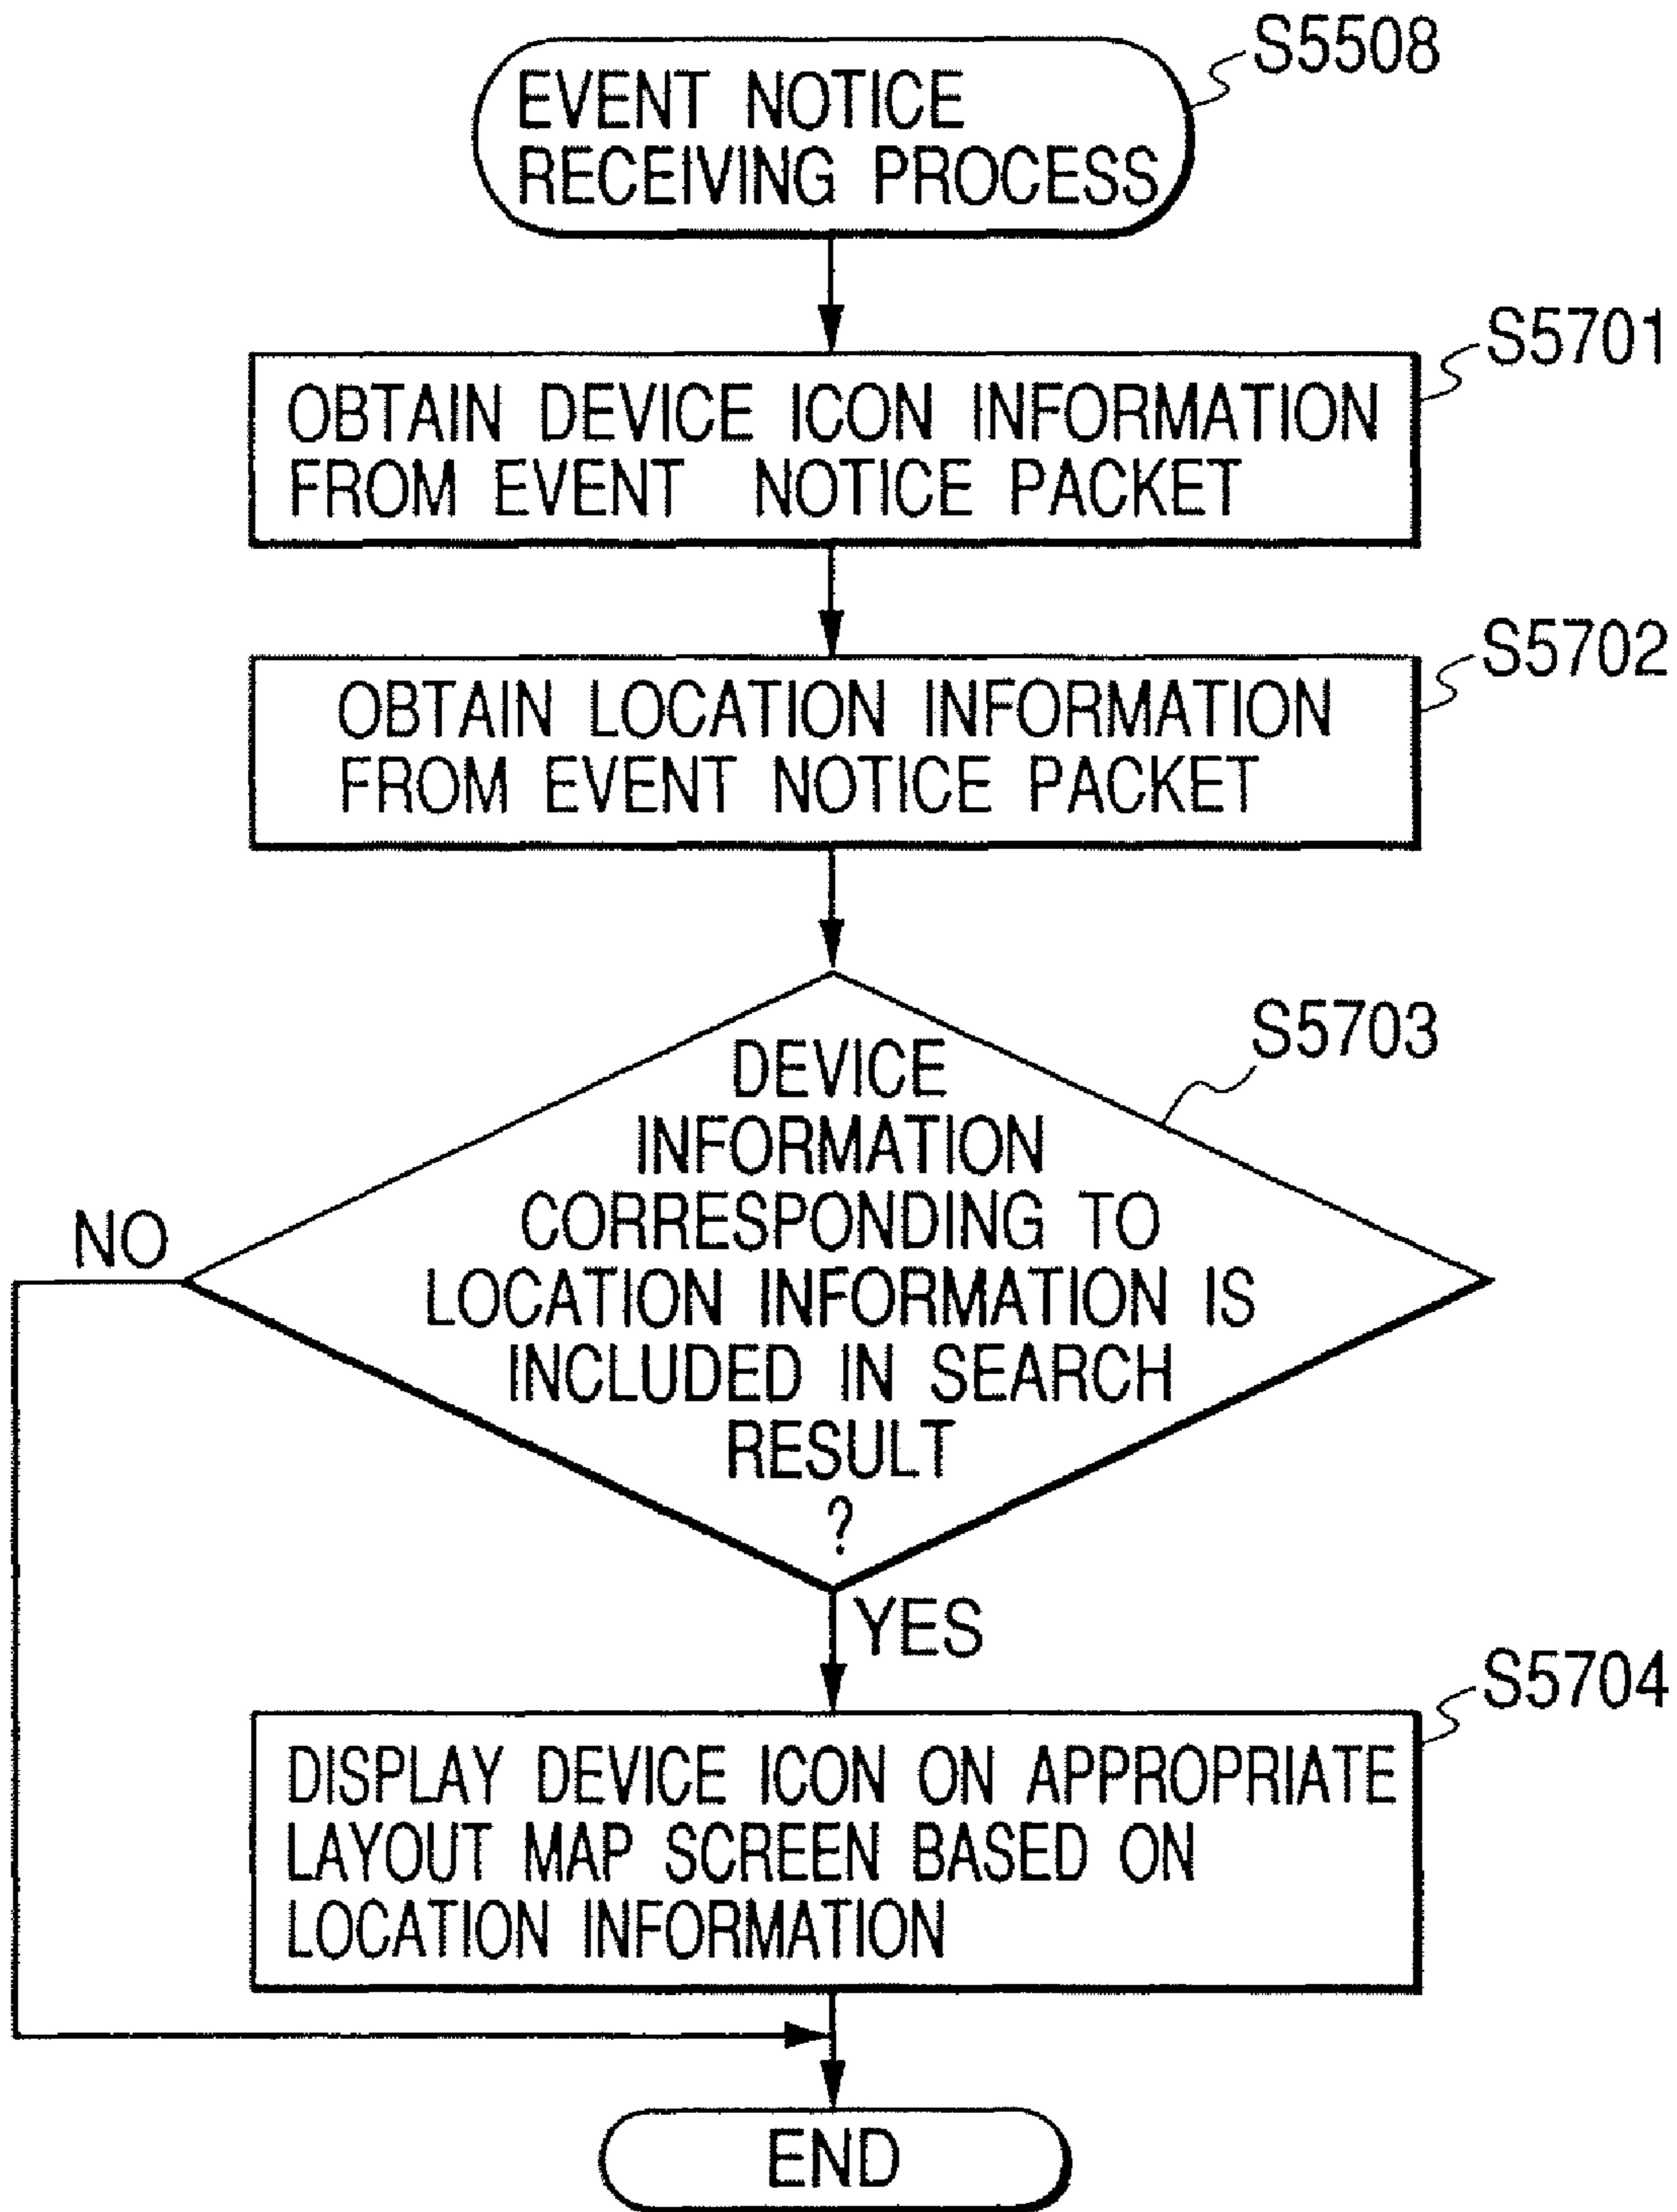 EVENT NOTICE
RECEIVING PROCESS
S5508
OBTAIN DEVICE ICON INFORMATION
FROM EVENT NOTICE PACKET
S5701
OBTAIN LOCATION INFORMATION
FROM EVENT NOTICE PACKET
S5702
DEVICE
INFORMATION
CORRESPONDING TO
LOCATION INFORMATION IS
INCLUDED IN SEARCH
RESULT
?
S5703
NO
YES
DISPLAY DEVICE ICON ON APPROPRIATE
LAYOUT MAP SCREEN BASED ON
LOCATION INFORMATION
S5704
END